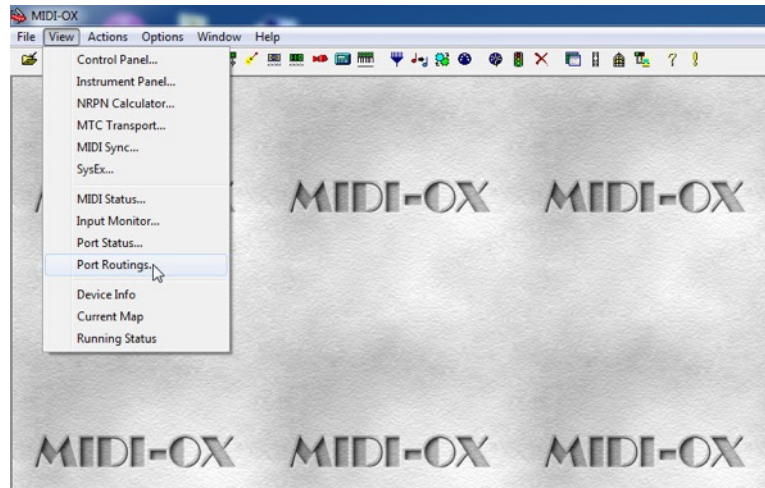 MIDI-OX
File View Actions Options Window Help
Control Panel...
Instrument Panel...
NRPN Calculator...
MTC Transport...
MIDI Sync...
SysEx...
MIDI Status...
Input Monitor...
Port Status...
Port Routings...
Device Info
Current Map
Running Status
MIDI-OX MIDI-OX
MIDI-OX MIDI-OX MIDI-OX